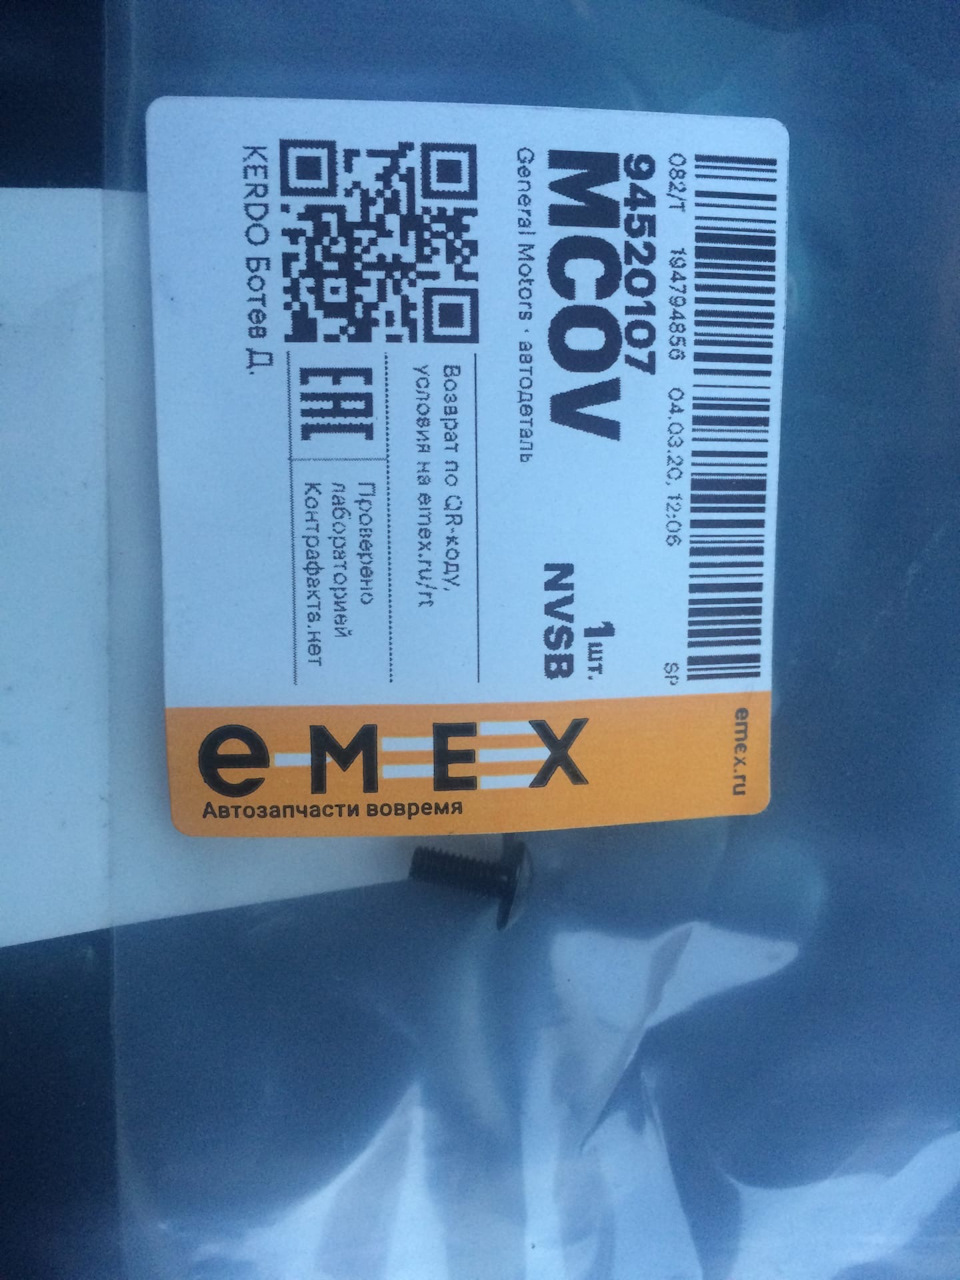 082/T 194794856 04.03.20, 12:06 SP
94520107
MCOV
1 шт.
NVSB
General Motors · автодеталь
Возврат по QR-коду,
условия на emex.ru/rt
EAC
Проверено
лабораторией
Контрафакта.нет
KERDO Ботев Д.
emex.ru
emex
Автозапчасти вовремя